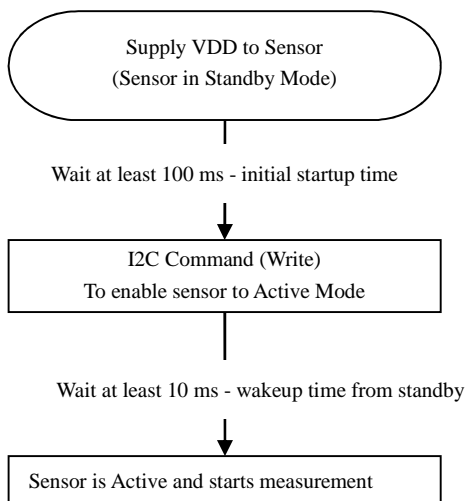 Supply VDD to Sensor
(Sensor in Standby Mode)
Wait at least 100 ms - initial startup time
I2C Command (Write)
To enable sensor to Active Mode
Wait at least 10 ms - wakeup time from standby
Sensor is Active and starts measurement